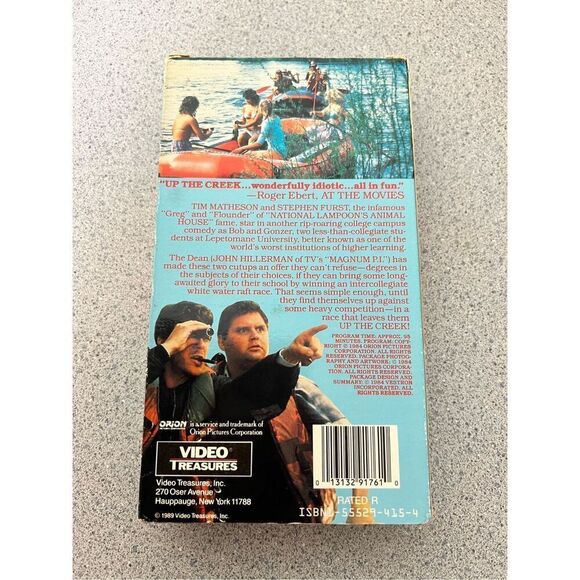 "UP THE CREEK...wonderfully idiotic...all in fun."
—Roger Ebert, AT THE MOVIES
TIM MATHESON and STEPHEN FURST, the infamous
"Greg" and "Flounder" of "NATIONAL LAMPOON'S ANIMAL
HOUSE" fame, star in another rip-roaring college campus
comedy as Bob and Gonzer, two less-than-collegiate stu-
dents at Lepetomane University, better known as one of the
world's worst institutions of higher learning.
The Dean (JOHN HILLERMAN of TV's "MAGNUM P.I.") has
made these two cutups an offer they can't refuse—degrees in
the subjects of their choices, if they can bring some long-
awaited glory to their school by winning an intercollegiate
white water raft race. That seems simple enough, until
they find themselves up against
some heavy competition—in a
race that leaves them
UP THE CREEK!
PROGRAM TIME: APPROX. 95
MINUTES. PROGRAM: COPY-
RIGHT © 1984 ORION PICTURES
CORPORATION. ALL RIGHTS
RESERVED. PACKAGE PHOTOG-
RAPHY AND ARTWORK: © 1984
ORION PICTURES CORPORA-
TION. ALL RIGHTS RESERVED.
PACKAGE DESIGN AND
SUMMARY: © 1984 VESTRON
INCORPORATED. ALL
RIGHTS RESERVED.
ORION is a service and trademark of
Orion Pictures Corporation
VIDEO®
TREASURES
Video Treasures, Inc.
270 Oser Avenue
Hauppauge, New York 11788
© 1989 Video Treasures, Inc.
0 13132 91761 0
RATED R
ISBN1-55529-415-4